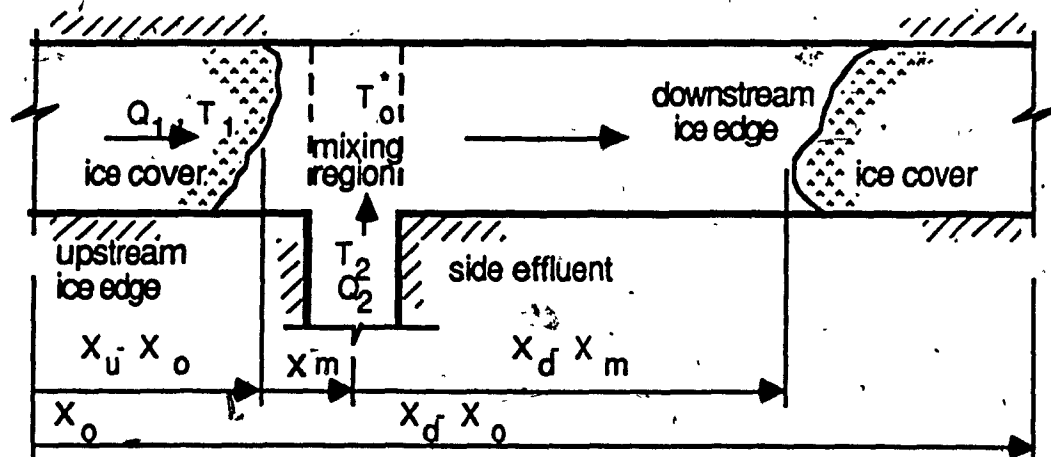 Q1, T1
ice cover
T*o
mixing
region
downstream
ice edge
ice cover
upstream
ice edge
T2
Q2
side effluent
Xu- Xo
X-m
Xd- Xm
Xo
Xd- Xo